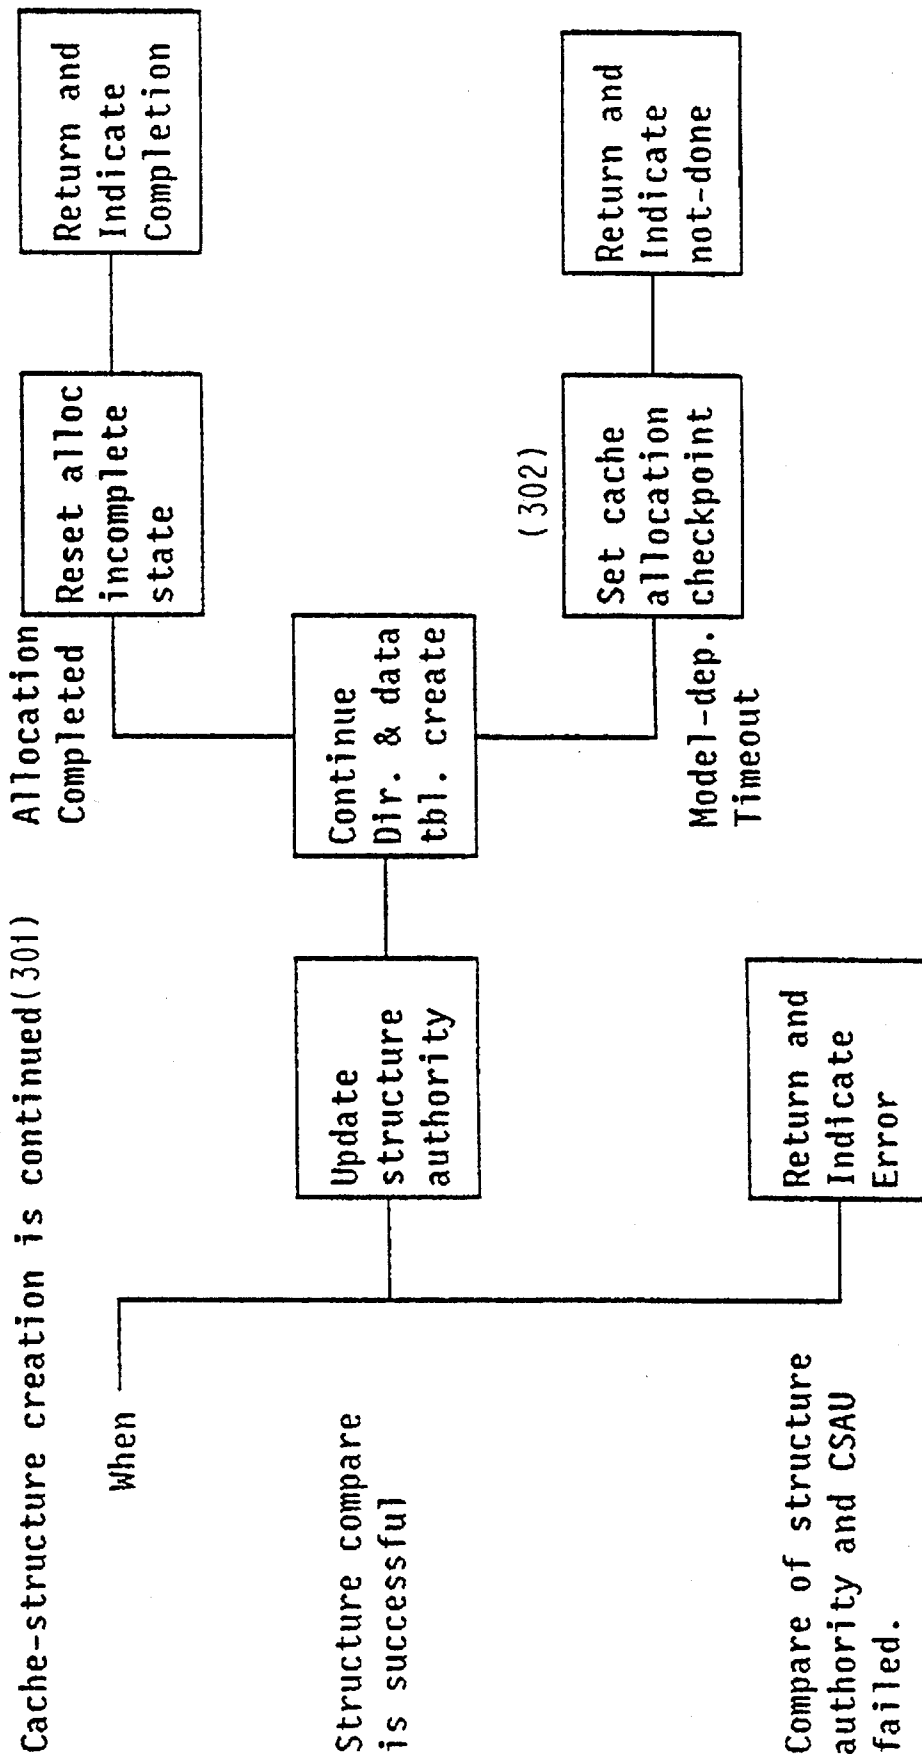 Cache-structure creation is continued(301)
When
Structure compare
is successful
Update
structure
authority
Continue
Dir. & data
tbl. create
Allocation
Completed
Reset alloc
incomplete
state
Return and
Indicate
Completion
Model-dep.
Timeout
(302)
Set cache
allocation
checkpoint
Return and
Indicate
not-done
Compare of structure
authority and CSAU
failed.
Return and
Indicate
Error